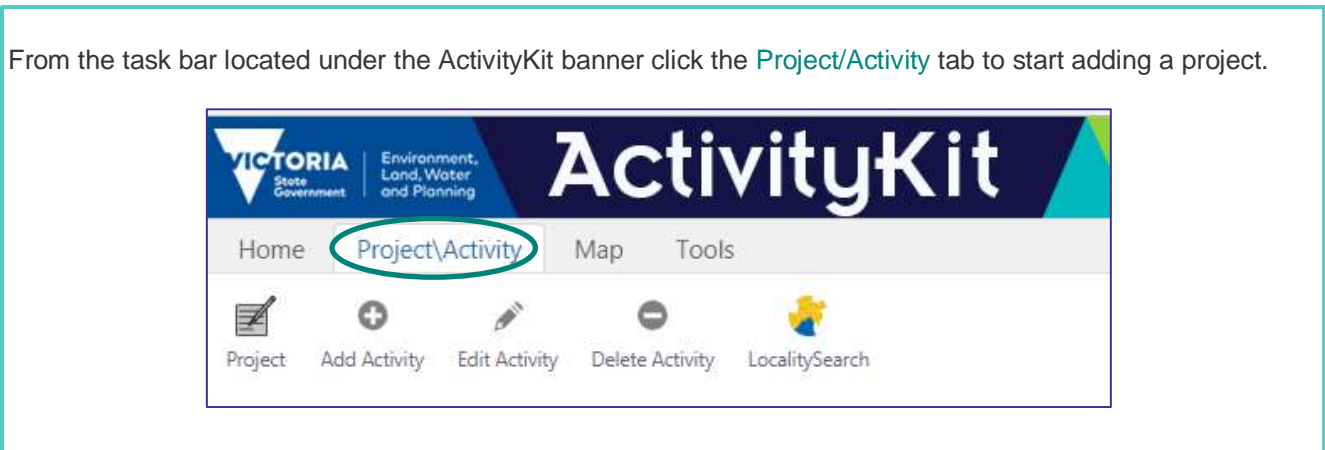 From the task bar located under the ActivityKit banner click the Project/Activity tab to start adding a project.
VICTORIA
State
Government
Environment,
Land, Water
and Planning
ActivityKit
Home Project\Activity Map Tools
Project Add Activity Edit Activity Delete Activity LocalitySearch